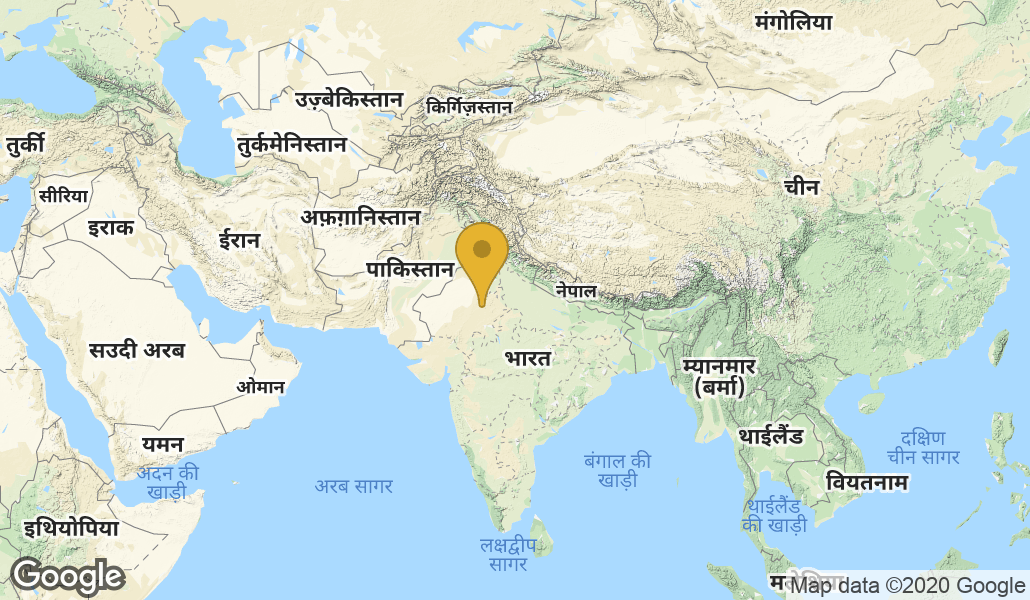 मंगोलिया
उज़्बेकिस्तान
किर्गिज़स्तान
तुर्की
तुर्कमेनिस्तान
चीन
सीरिया
अफ़ग़ानिस्तान
इराक
ईरान
पाकिस्तान
नेपाल
सउदी अरब
भारत
म्यानमार
(बर्मा)
ओमान
यमन
थाईलैंड
दक्षिण
चीन सागर
अदन की
खाड़ी
अरब सागर
बंगाल की
खाड़ी
वियतनाम
इथियोपिया
थाईलैंड
की खाड़ी
लक्षद्वीप
सागर
Google
Map data ©2020 Google